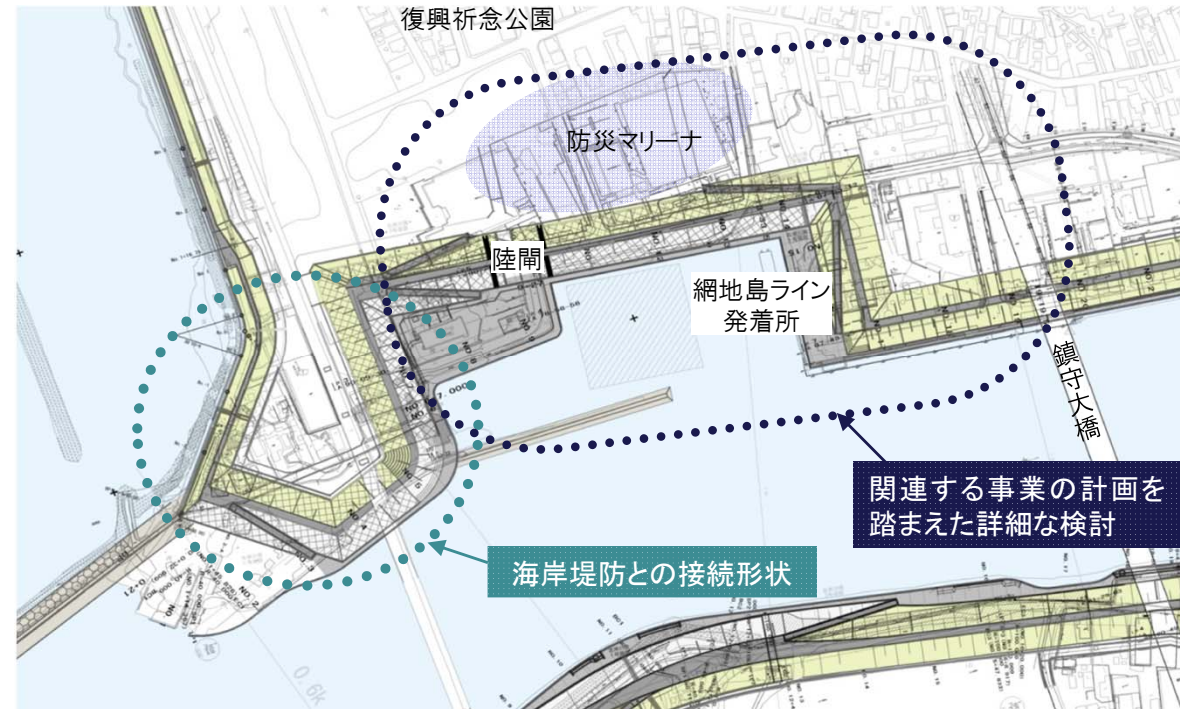 復興祈念公園
防災マリーナ
陸閘
網地島ライン
発着所
鎮守大橋
関連する事業の計画を
踏まえた詳細な検討
海岸堤防との接続形状
0.6k